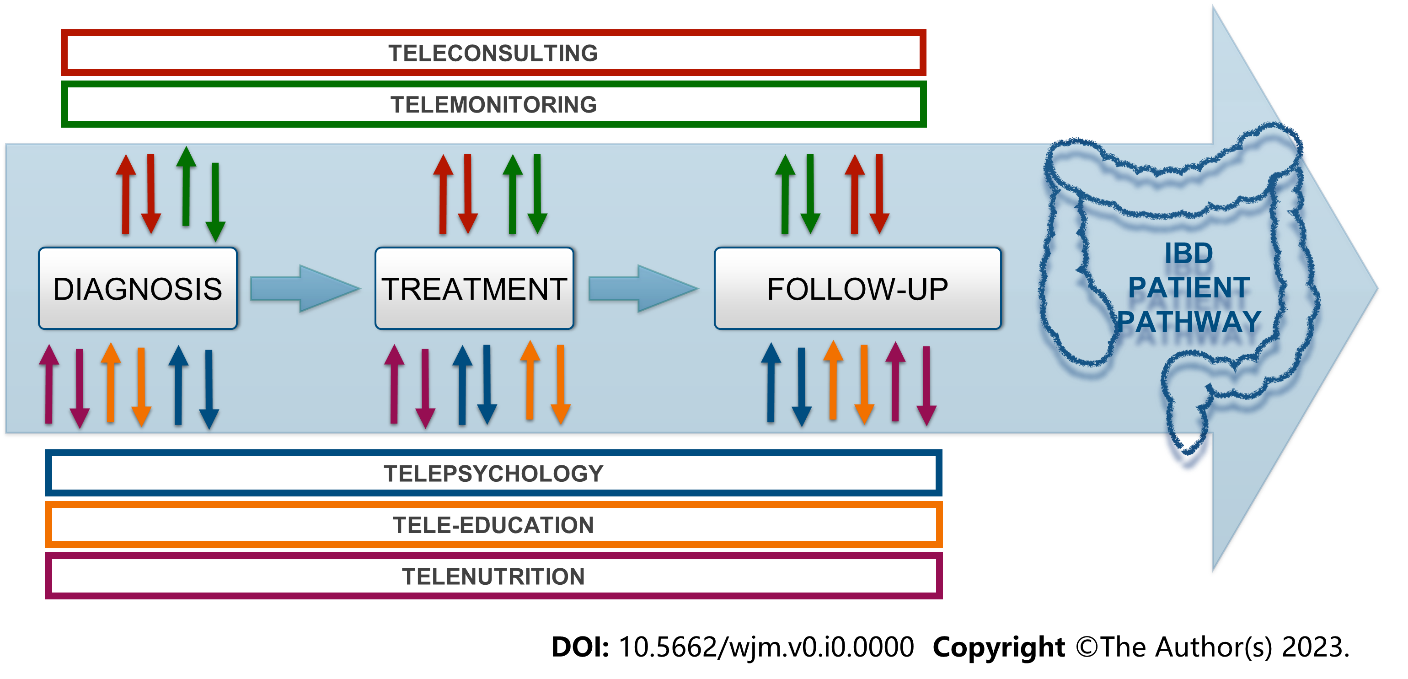 TELECONSULTING
TELEMONITORING
DIAGNOSIS
TREATMENT
FOLLOW-UP
IBD
PATIENT
PATHWAY
TELEPSYCHOLOGY
TELE-EDUCATION
TELENUTRITION
DOI: 10.5662/wjm.v0.i0.0000 Copyright ©The Author(s) 2023.